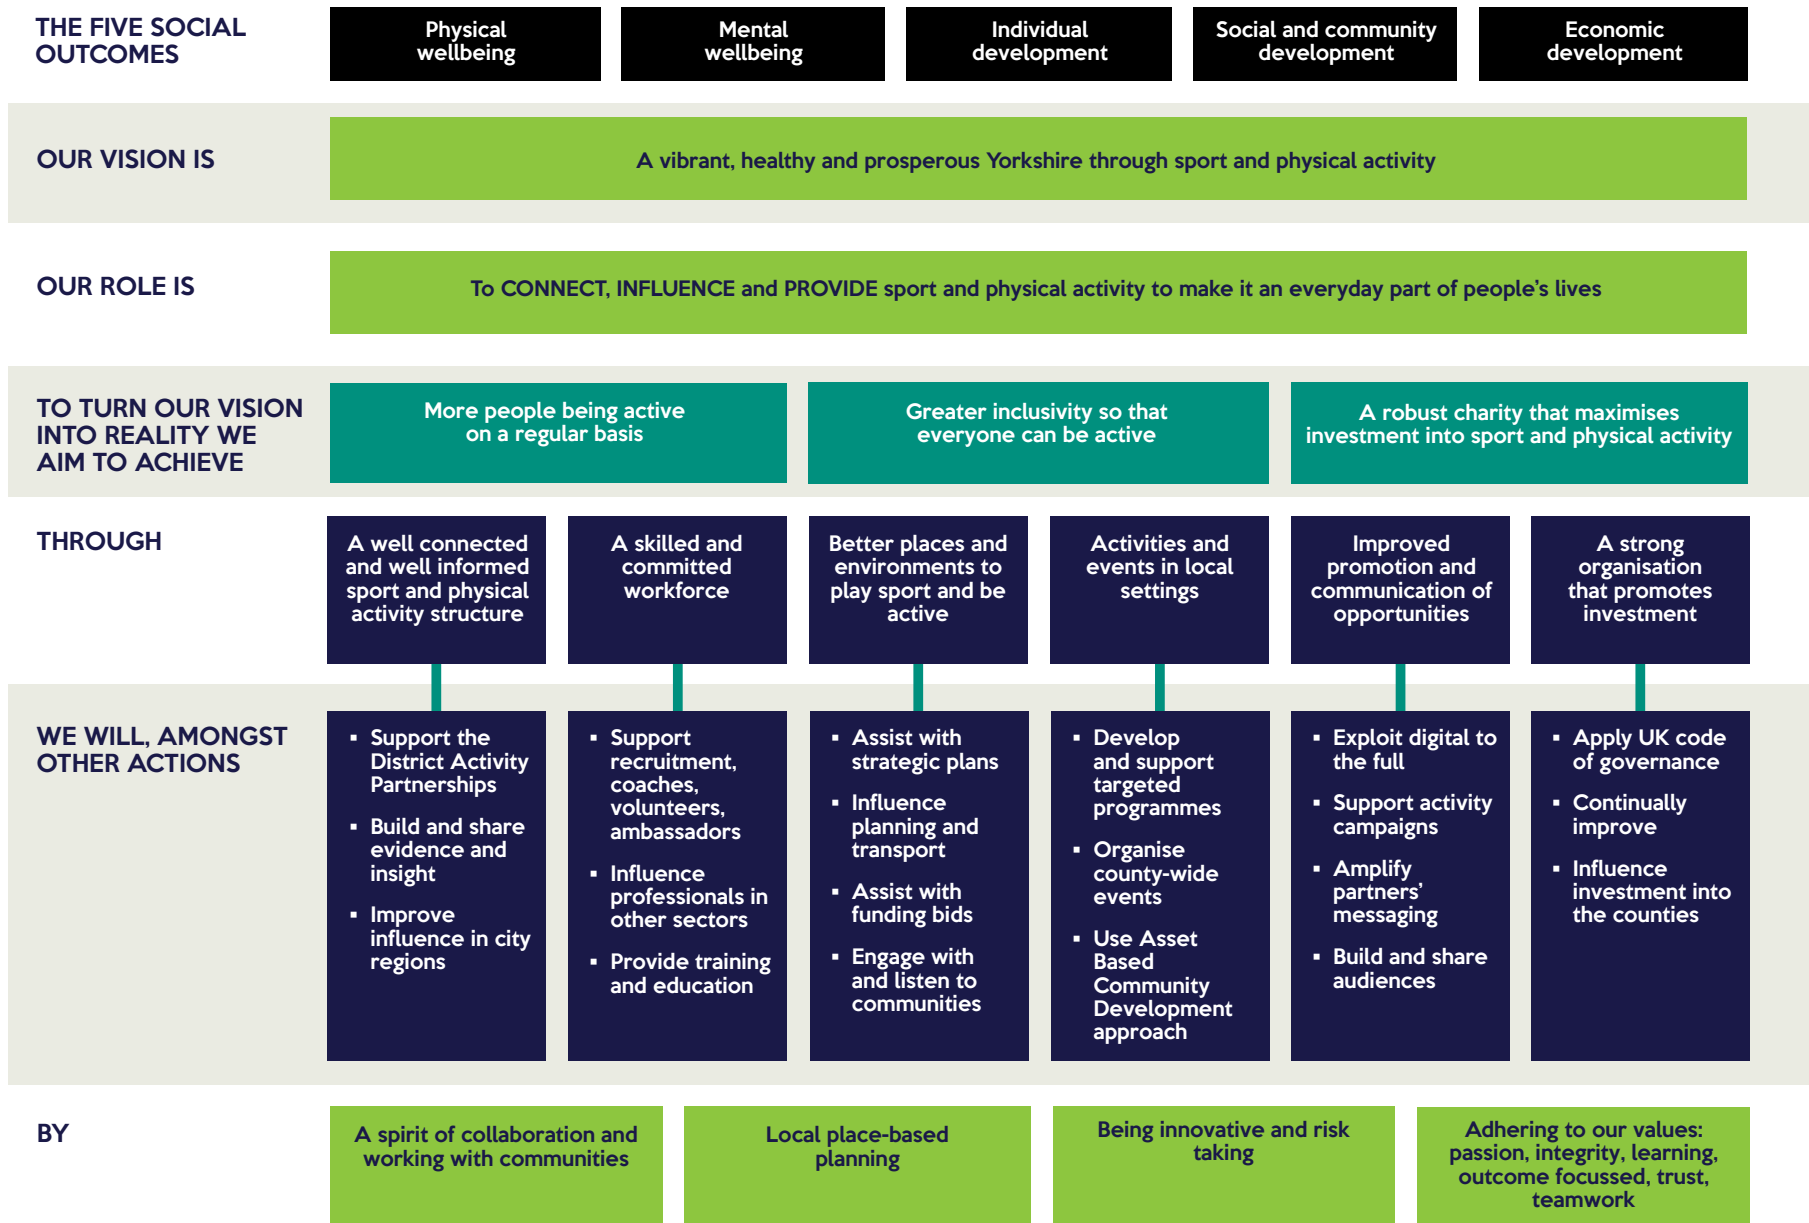 THE FIVE SOCIAL
OUTCOMES
Physical
wellbeing
Mental
wellbeing
Individual
development
Social and community
development
Economic
development
OUR VISION IS
A vibrant, healthy and prosperous Yorkshire through sport and physical activity
OUR ROLE IS
To CONNECT, INFLUENCE and PROVIDE sport and physical activity to make it an everyday part of people's lives
TO TURN OUR VISION
INTO REALITY WE
AIM TO ACHIEVE
More people being active
on a regular basis
Greater inclusivity so that
everyone can be active
A robust charity that maximises
investment into sport and physical activity
THROUGH
A well connected
and well informed
sport and physical
activity structure
A skilled and
committed
workforce
Better places and
environments to
play sport and be
active
Activities and
events in local
settings
Improved
promotion and
communication of
opportunities
A strong
organisation
that promotes
investment
WE WILL, AMONGST
OTHER ACTIONS
▪ Support the
District Activity
Partnerships
▪ Build and share
evidence and
insight
▪ Improve
influence in city
regions
▪ Support
recruitment,
coaches,
volunteers,
ambassadors
▪ Influence
professionals in
other sectors
▪ Provide training
and education
▪ Assist with
strategic plans
▪ Influence
planning and
transport
▪ Assist with
funding bids
▪ Engage with
and listen to
communities
▪ Develop
and support
targeted
programmes
▪ Organise
county-wide
events
▪ Use Asset
Based
Community
Development
approach
▪ Exploit digital to
the full
▪ Support activity
campaigns
▪ Amplify
partners'
messaging
▪ Build and share
audiences
▪ Apply UK code
of governance
▪ Continually
improve
▪ Influence
investment into
the counties
BY
A spirit of collaboration and
working with communities
Local place-based
planning
Being innovative and risk
taking
Adhering to our values:
passion, integrity, learning,
outcome focussed, trust,
teamwork